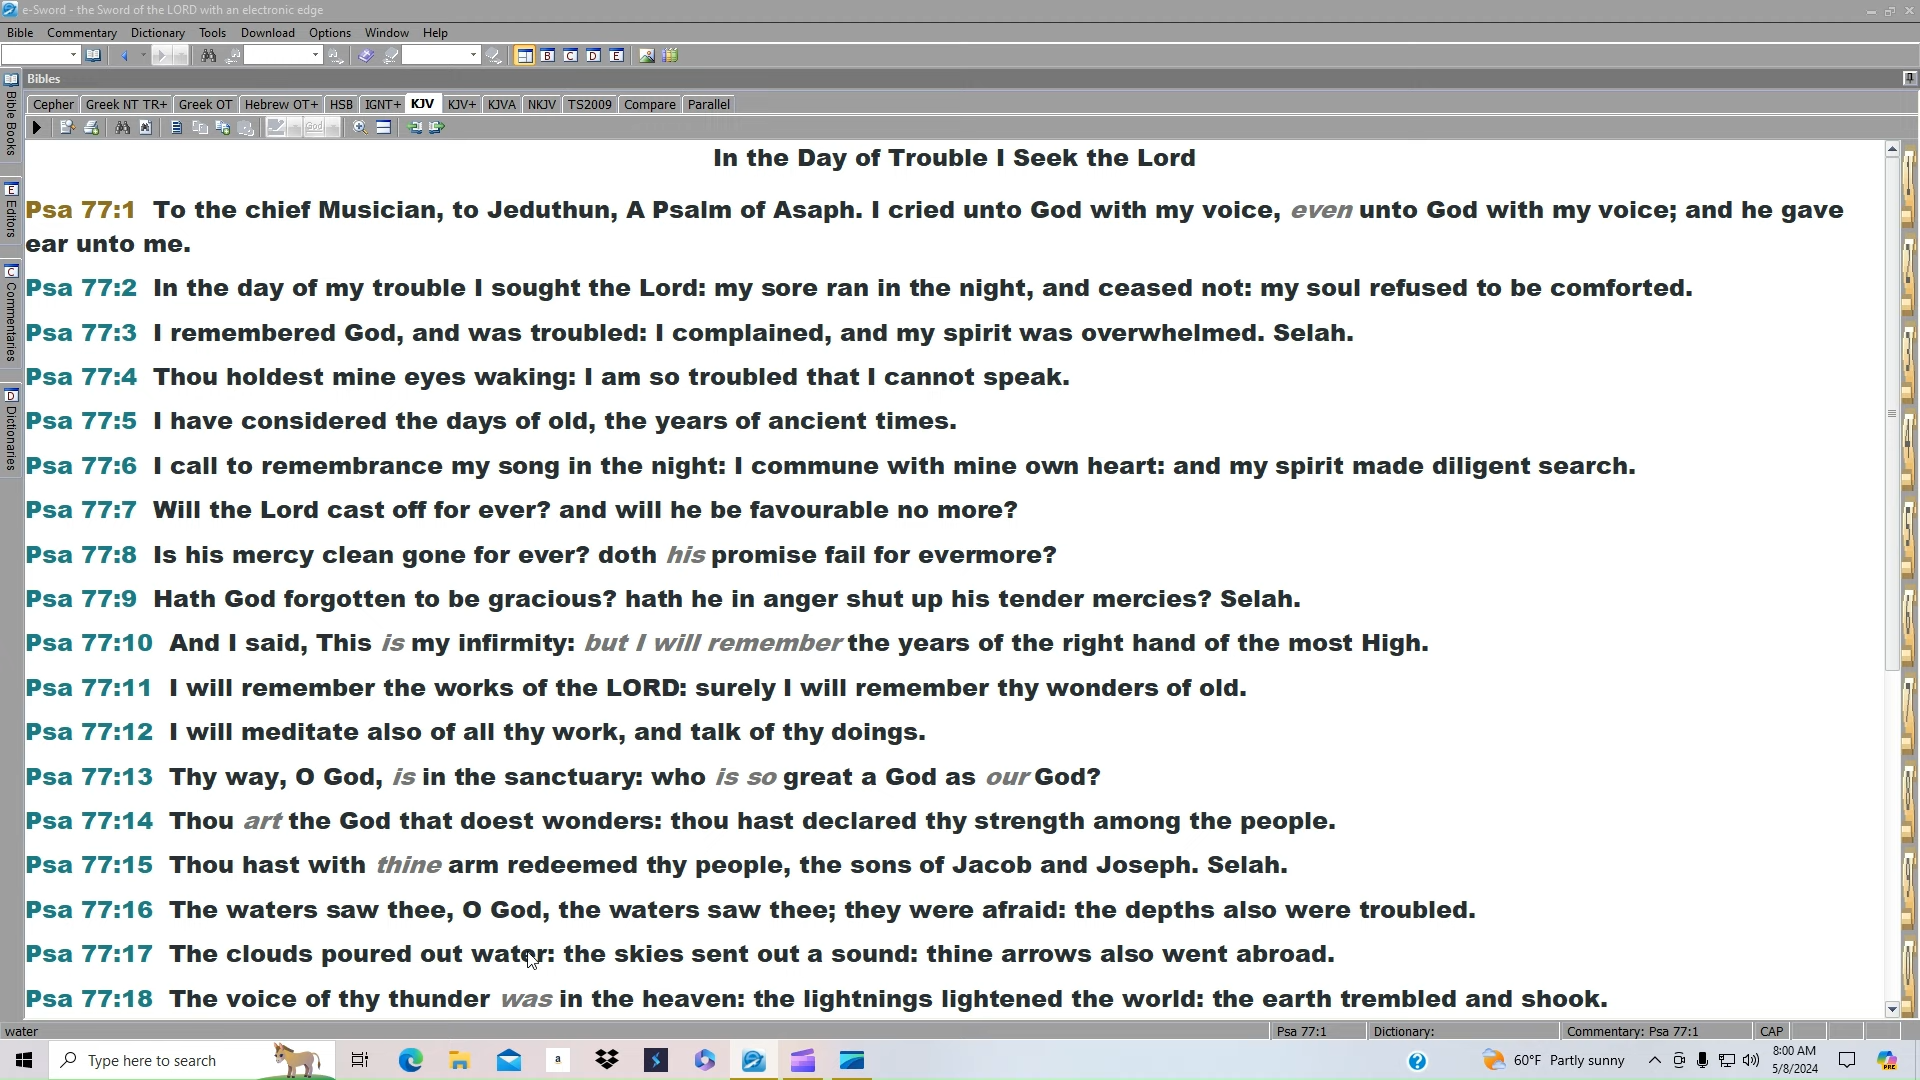 e-Sword - the Sword of the LORD with an electronic edge
Bible Commentary Dictionary Tools Download Options Window Help
Bibles
Cepher Greek NT TR+ Greek OT Hebrew OT+ HSB IGNT+ KJV KJV+ KJVA NKJV TS2009 Compare Parallel
Bible Books
Editors
Commentaries
Dictionaries
In the Day of Trouble I Seek the Lord
Psa 77:1 To the chief Musician, to Jeduthun, A Psalm of Asaph. I cried unto God with my voice, even unto God with my voice; and he gave
ear unto me.
Psa 77:2 In the day of my trouble I sought the Lord: my sore ran in the night, and ceased not: my soul refused to be comforted.
Psa 77:3 I remembered God, and was troubled: I complained, and my spirit was overwhelmed. Selah.
Psa 77:4 Thou holdest mine eyes waking: I am so troubled that I cannot speak.
Psa 77:5 I have considered the days of old, the years of ancient times.
Psa 77:6 I call to remembrance my song in the night: I commune with mine own heart: and my spirit made diligent search.
Psa 77:7 Will the Lord cast off for ever? and will he be favourable no more?
Psa 77:8 Is his mercy clean gone for ever? doth his promise fail for evermore?
Psa 77:9 Hath God forgotten to be gracious? hath he in anger shut up his tender mercies? Selah.
Psa 77:10 And I said, This is my infirmity: but I will remember the years of the right hand of the most High.
Psa 77:11 I will remember the works of the LORD: surely I will remember thy wonders of old.
Psa 77:12 I will meditate also of all thy work, and talk of thy doings.
Psa 77:13 Thy way, O God, is in the sanctuary: who is so great a God as our God?
Psa 77:14 Thou art the God that doest wonders: thou hast declared thy strength among the people.
Psa 77:15 Thou hast with thine arm redeemed thy people, the sons of Jacob and Joseph. Selah.
Psa 77:16 The waters saw thee, O God, the waters saw thee; they were afraid: the depths also were troubled.
Psa 77:17 The clouds poured out water: the skies sent out a sound: thine arrows also went abroad.
Psa 77:18 The voice of thy thunder was in the heaven: the lightnings lightened the world: the earth trembled and shook.
water Psa 77:1 Dictionary: Commentary: Psa 77:1 CAP
Type here to search 60°F Partly sunny 8:00 AM
5/8/2024